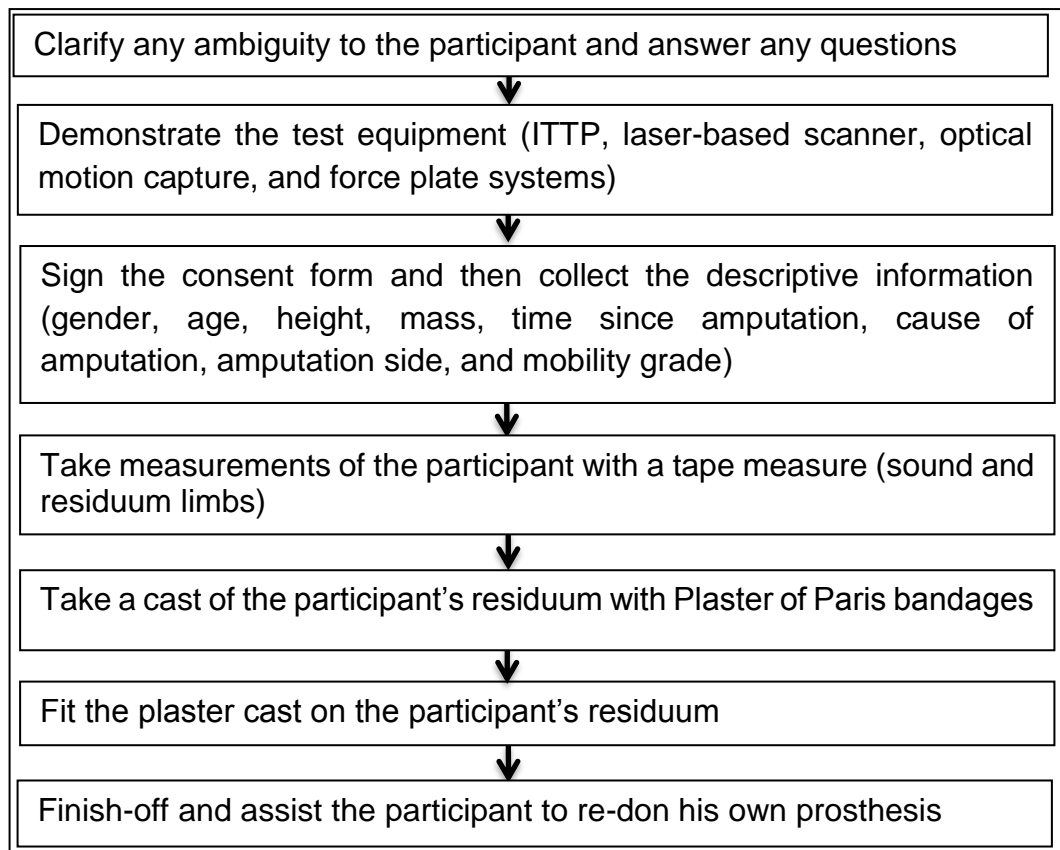 Clarify any ambiguity to the participant and answer any questions
Demonstrate the test equipment (ITTP, laser-based scanner, optical
motion capture, and force plate systems)
Sign the consent form and then collect the descriptive information
(gender, age, height, mass, time since amputation, cause of
amputation, amputation side, and mobility grade)
Take measurements of the participant with a tape measure (sound and
residuum limbs)
Take a cast of the participant’s residuum with Plaster of Paris bandages
Fit the plaster cast on the participant’s residuum
Finish-off and assist the participant to re-don his own prosthesis